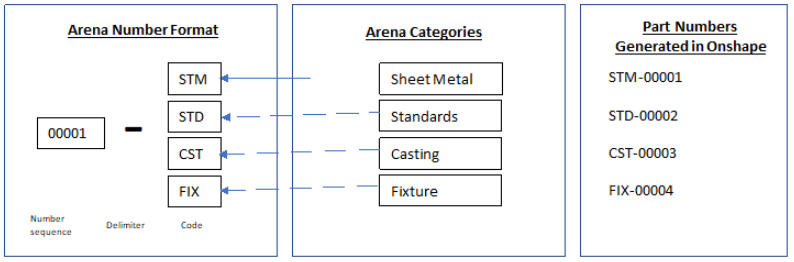 Arena Number Format
STM
STD
00001 –
CST
FIX
Number
sequence
Delimiter
Code
Arena Categories
Sheet Metal
Standards
Casting
Fixture
Part Numbers
Generated in Onshape
STM-00001
STD-00002
CST-00003
FIX-00004